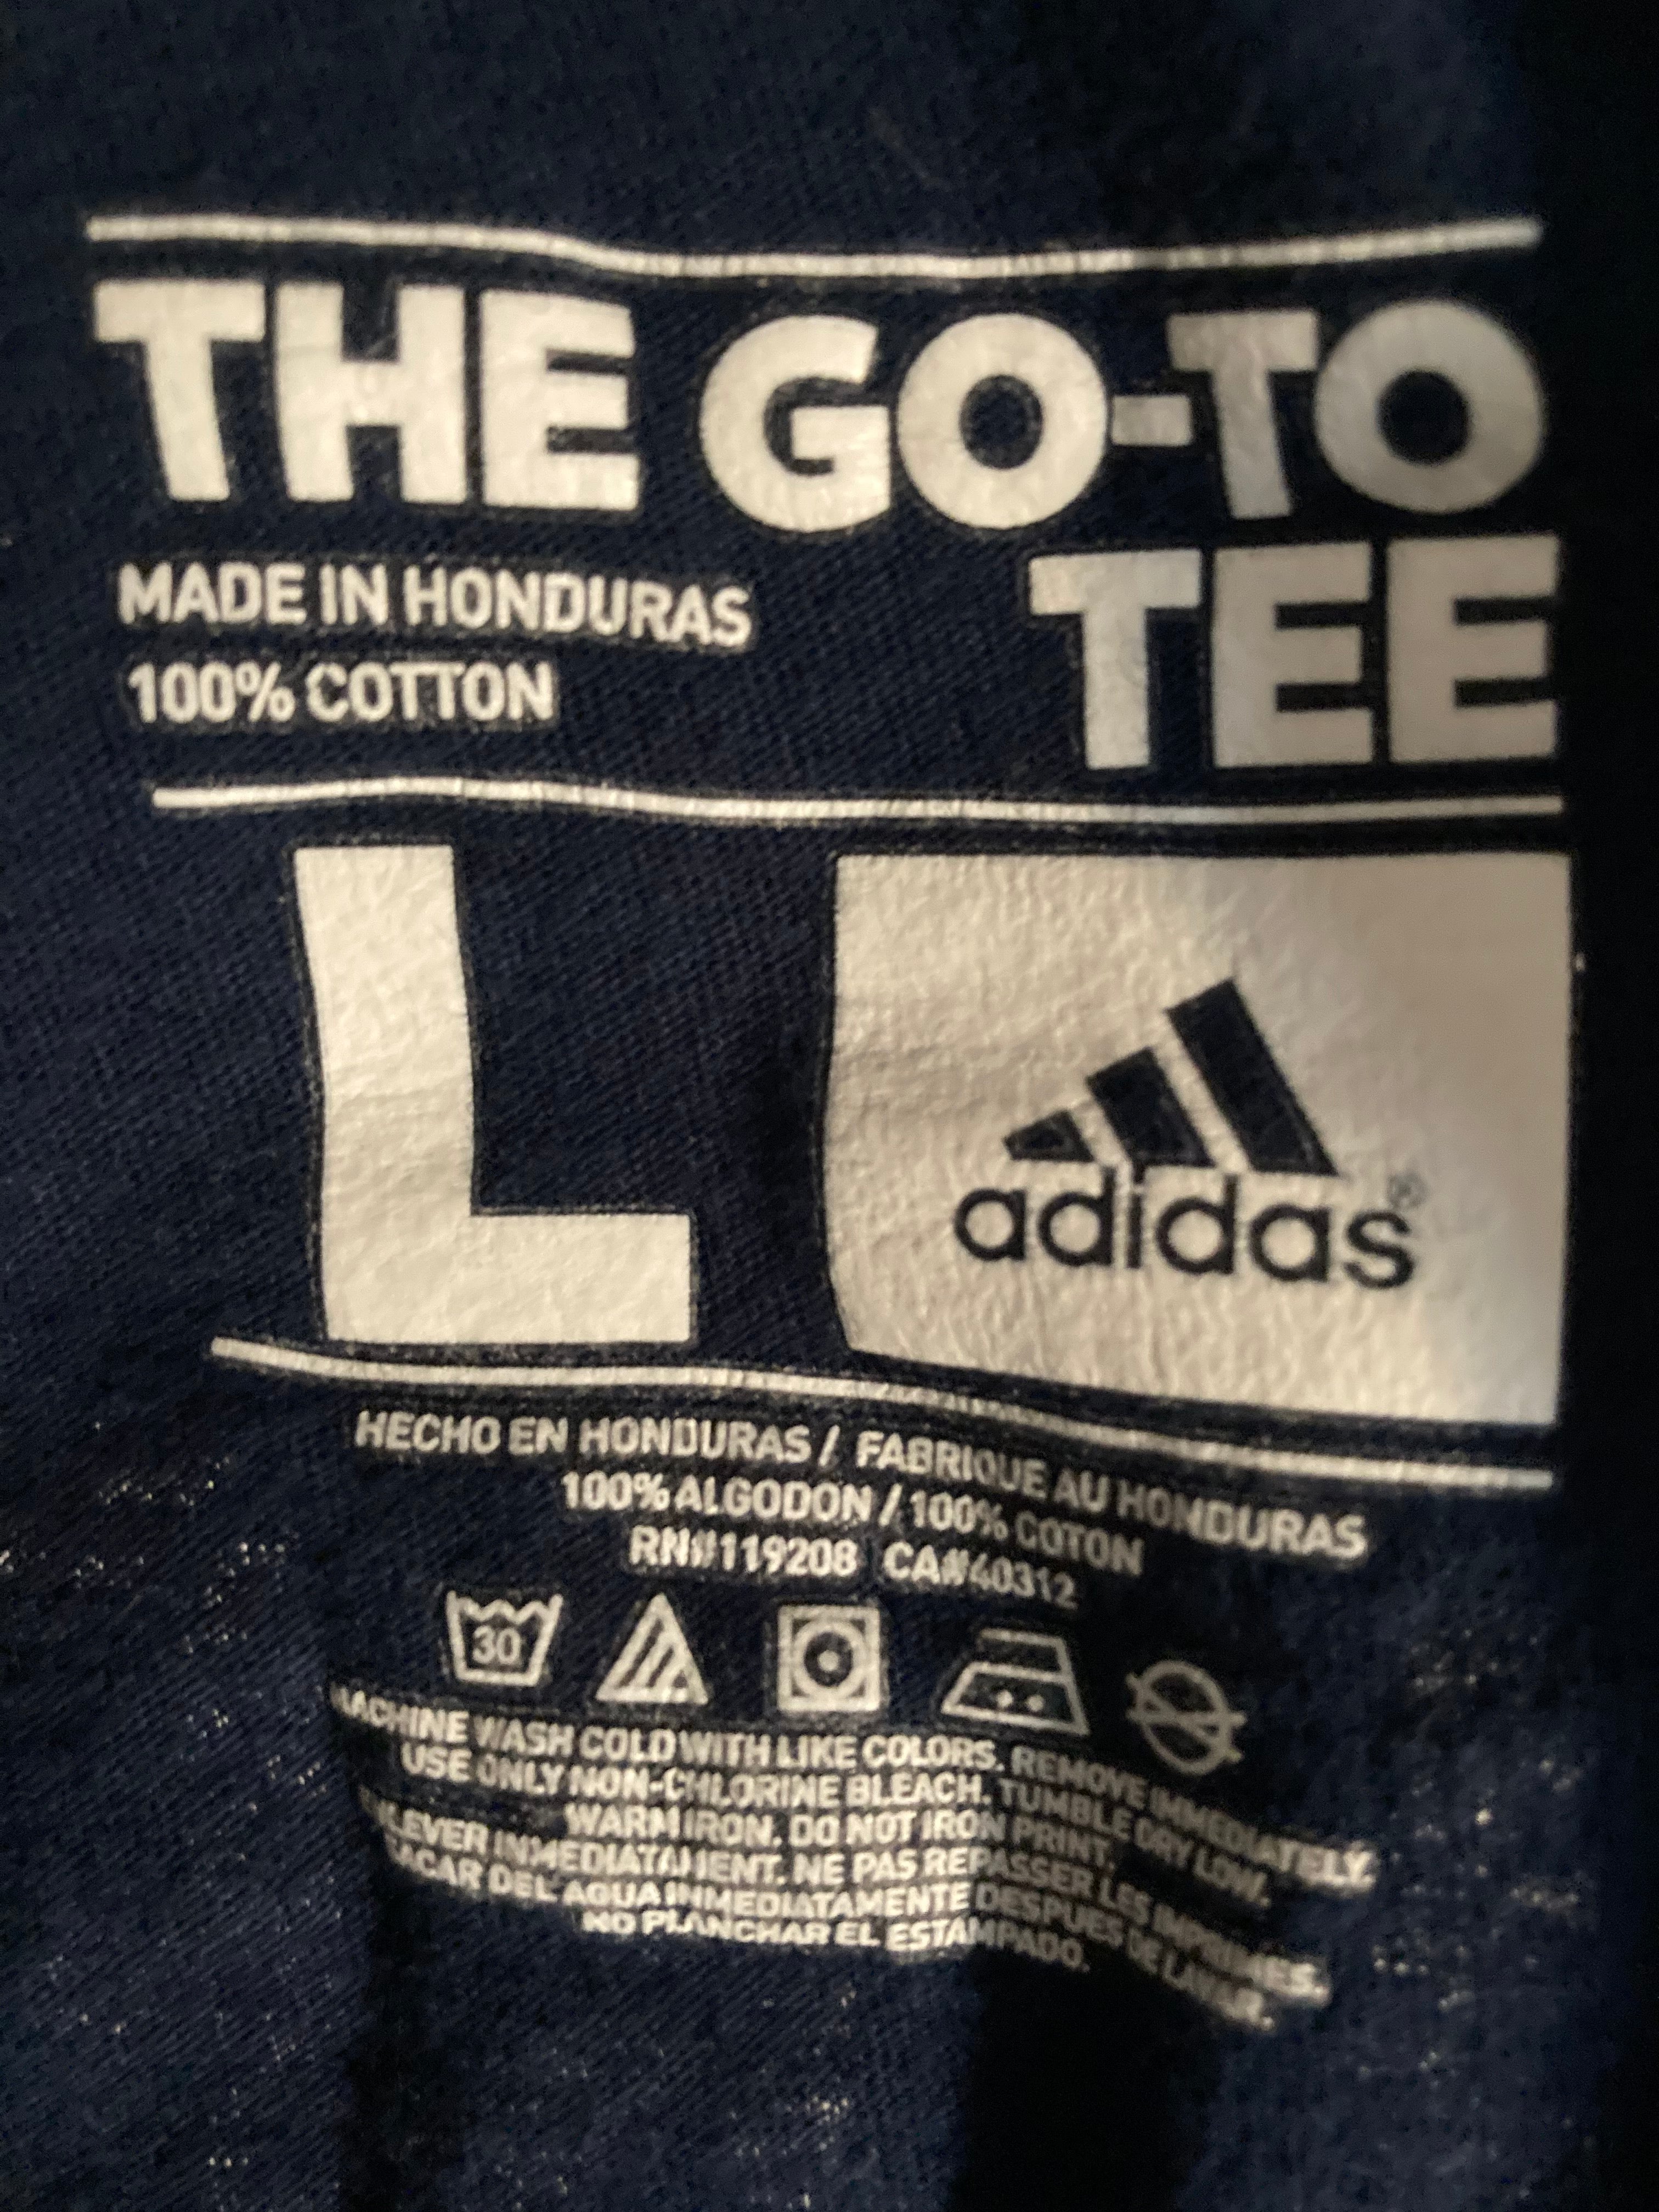 THE GO-TO
TEE
MADE IN HONDURAS
100% COTTON
L
adidas®
HECHO EN HONDURAS / FABRIQUE AU HONDURAS
100% ALGODON / 100% COTON
RN#119208 CA#40312
30
MACHINE WASH COLD WITH LIKE COLORS. REMOVE IMMEDIATELY.
USE ONLY NON-CHLORINE BLEACH. TUMBLE DRY LOW.
WARM IRON. DO NOT IRON PRINT.
ENLEVER INMEDIATAMENT. NE PAS REPASSER LES IMPRIMES.
SACAR DEL AGUA INMEDIATAMENTE DESPUES DE LAVAR.
NO PLANCHAR EL ESTAMPADO.